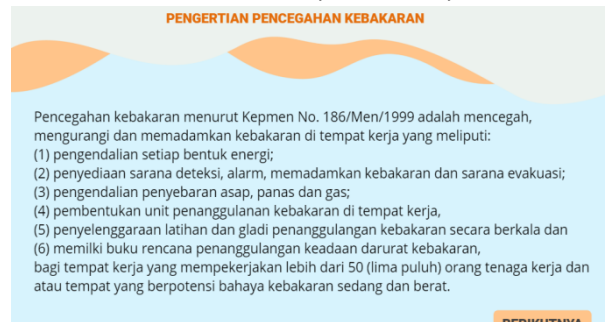 PENGERTIAN PENCEGAHAN KEBAKARAN
Pencegahan kebakaran menurut Kepmen No. 186/Men/1999 adalah mencegah,
mengurangi dan memadamkan kebakaran di tempat kerja yang meliputi:
(1) pengendalian setiap bentuk energi;
(2) penyediaan sarana deteksi, alarm, memadamkan kebakaran dan sarana evakuasi;
(3) pengendalian penyebaran asap, panas dan gas;
(4) pembentukan unit penanggulanan kebakaran di tempat kerja,
(5) penyelenggaraan latihan dan gladi penanggulangan kebakaran secara berkala dan
(6) memilki buku rencana penanggulangan keadaan darurat kebakaran,
bagi tempat kerja yang mempekerjakan lebih dari 50 (lima puluh) orang tenaga kerja dan
atau tempat yang berpotensi bahaya kebakaran sedang dan berat.
BERIKUTNYA